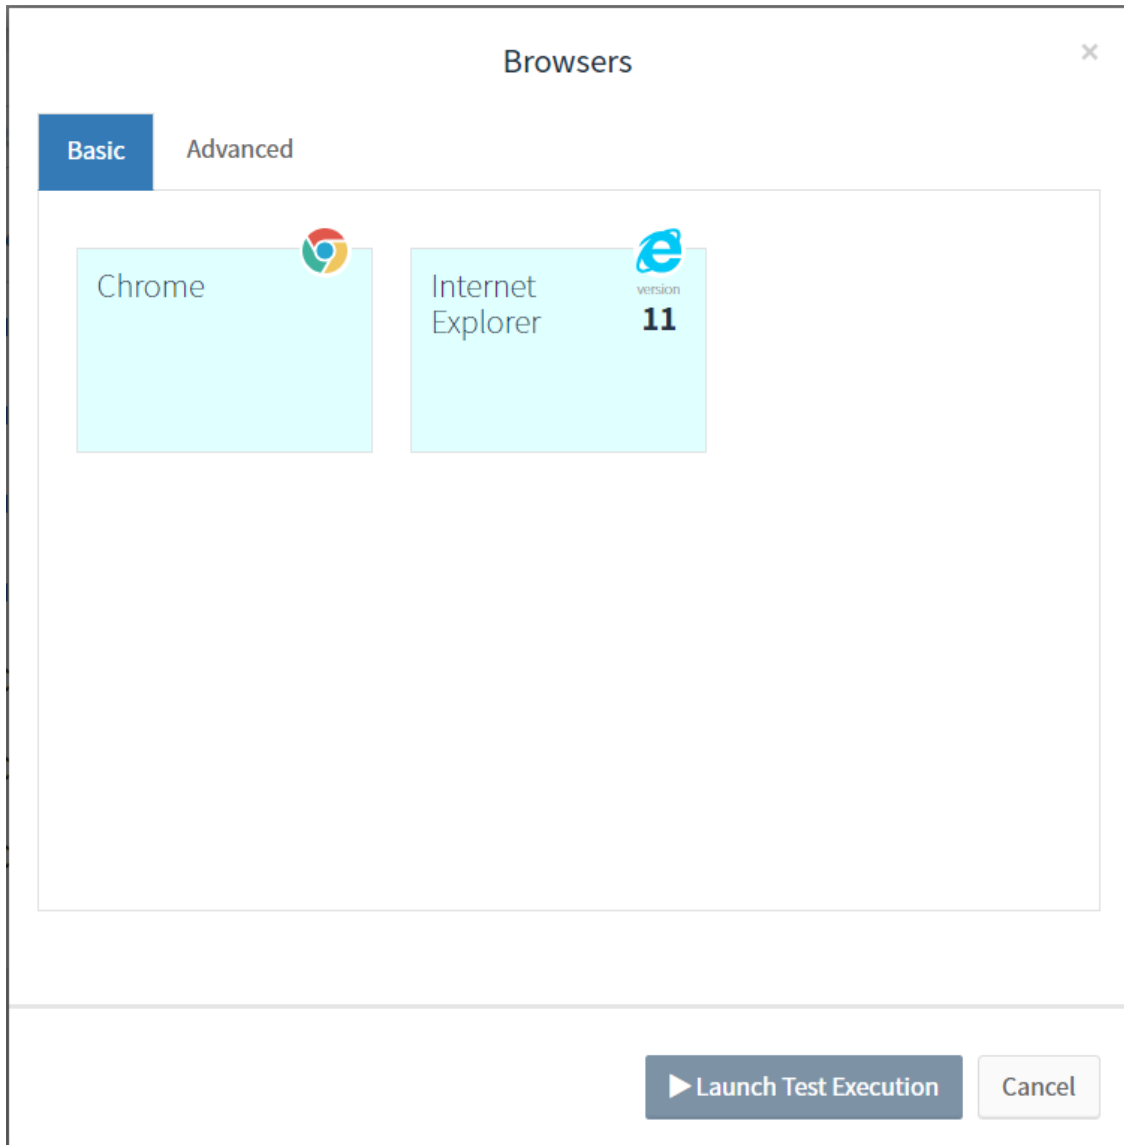 Browsers
×
Basic
Advanced
Chrome
Internet
Explorer
version
11
Launch Test Execution
Cancel